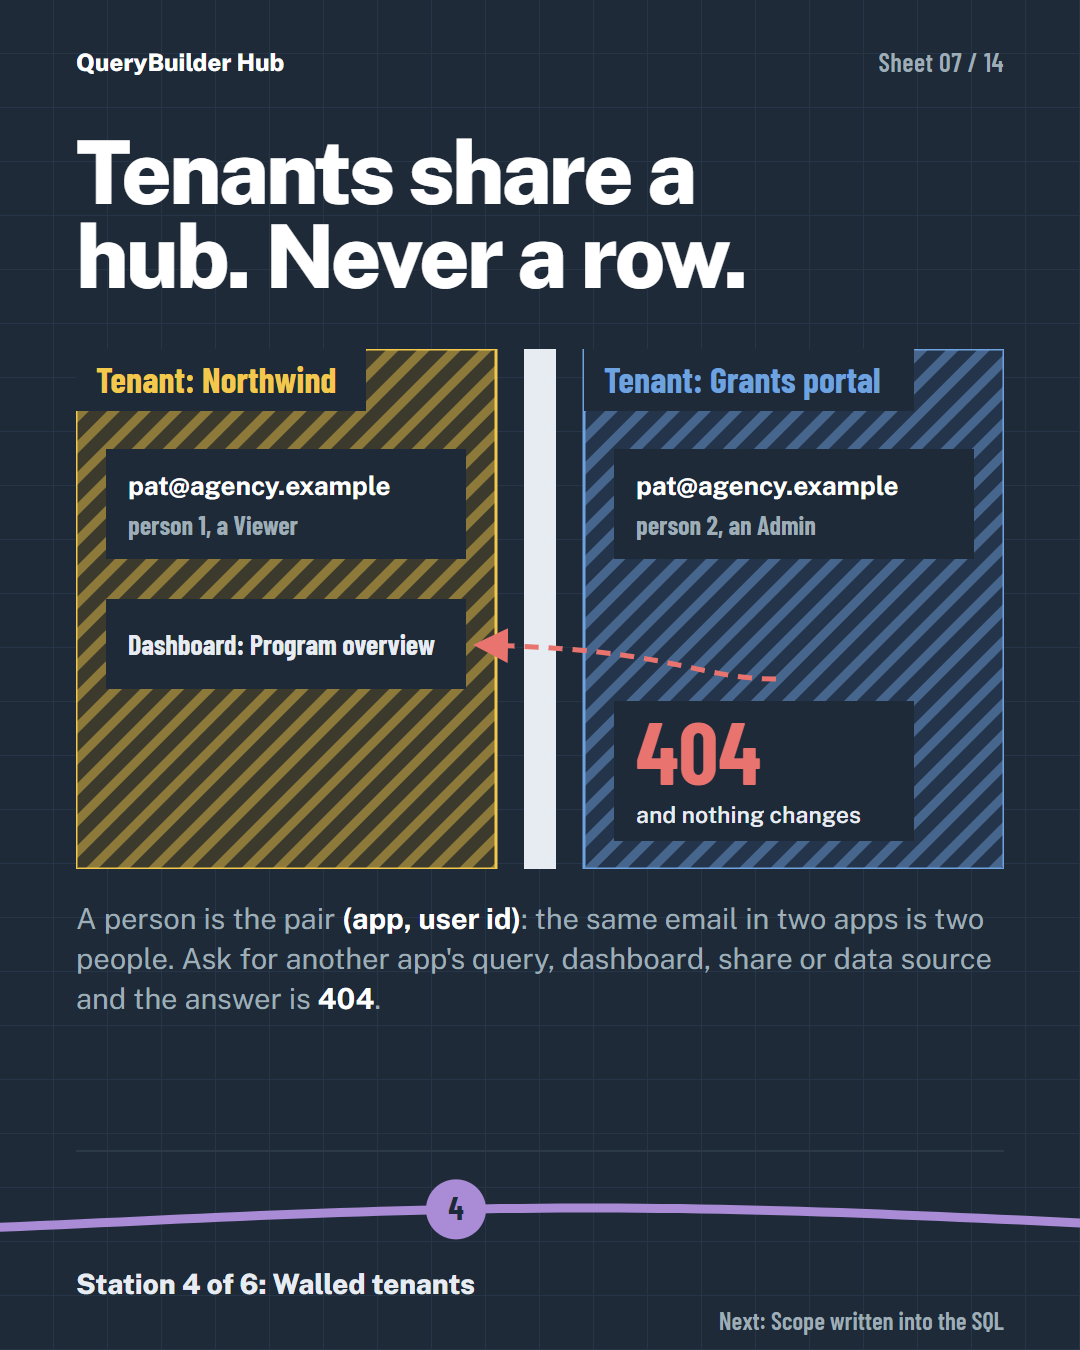 QueryBuilder Hub
Sheet 07 / 14
Tenants share a
hub. Never a row.
Tenant: Northwind
Tenant: Grants portal
pat@agency.example
person 1, a Viewer
pat@agency.example
person 2, an Admin
Dashboard: Program overview
404
and nothing changes
A person is the pair (app, user id): the same email in two apps is two
people. Ask for another app's query, dashboard, share or data source
and the answer is 404.
4
Station 4 of 6: Walled tenants
Next: Scope written into the SQL